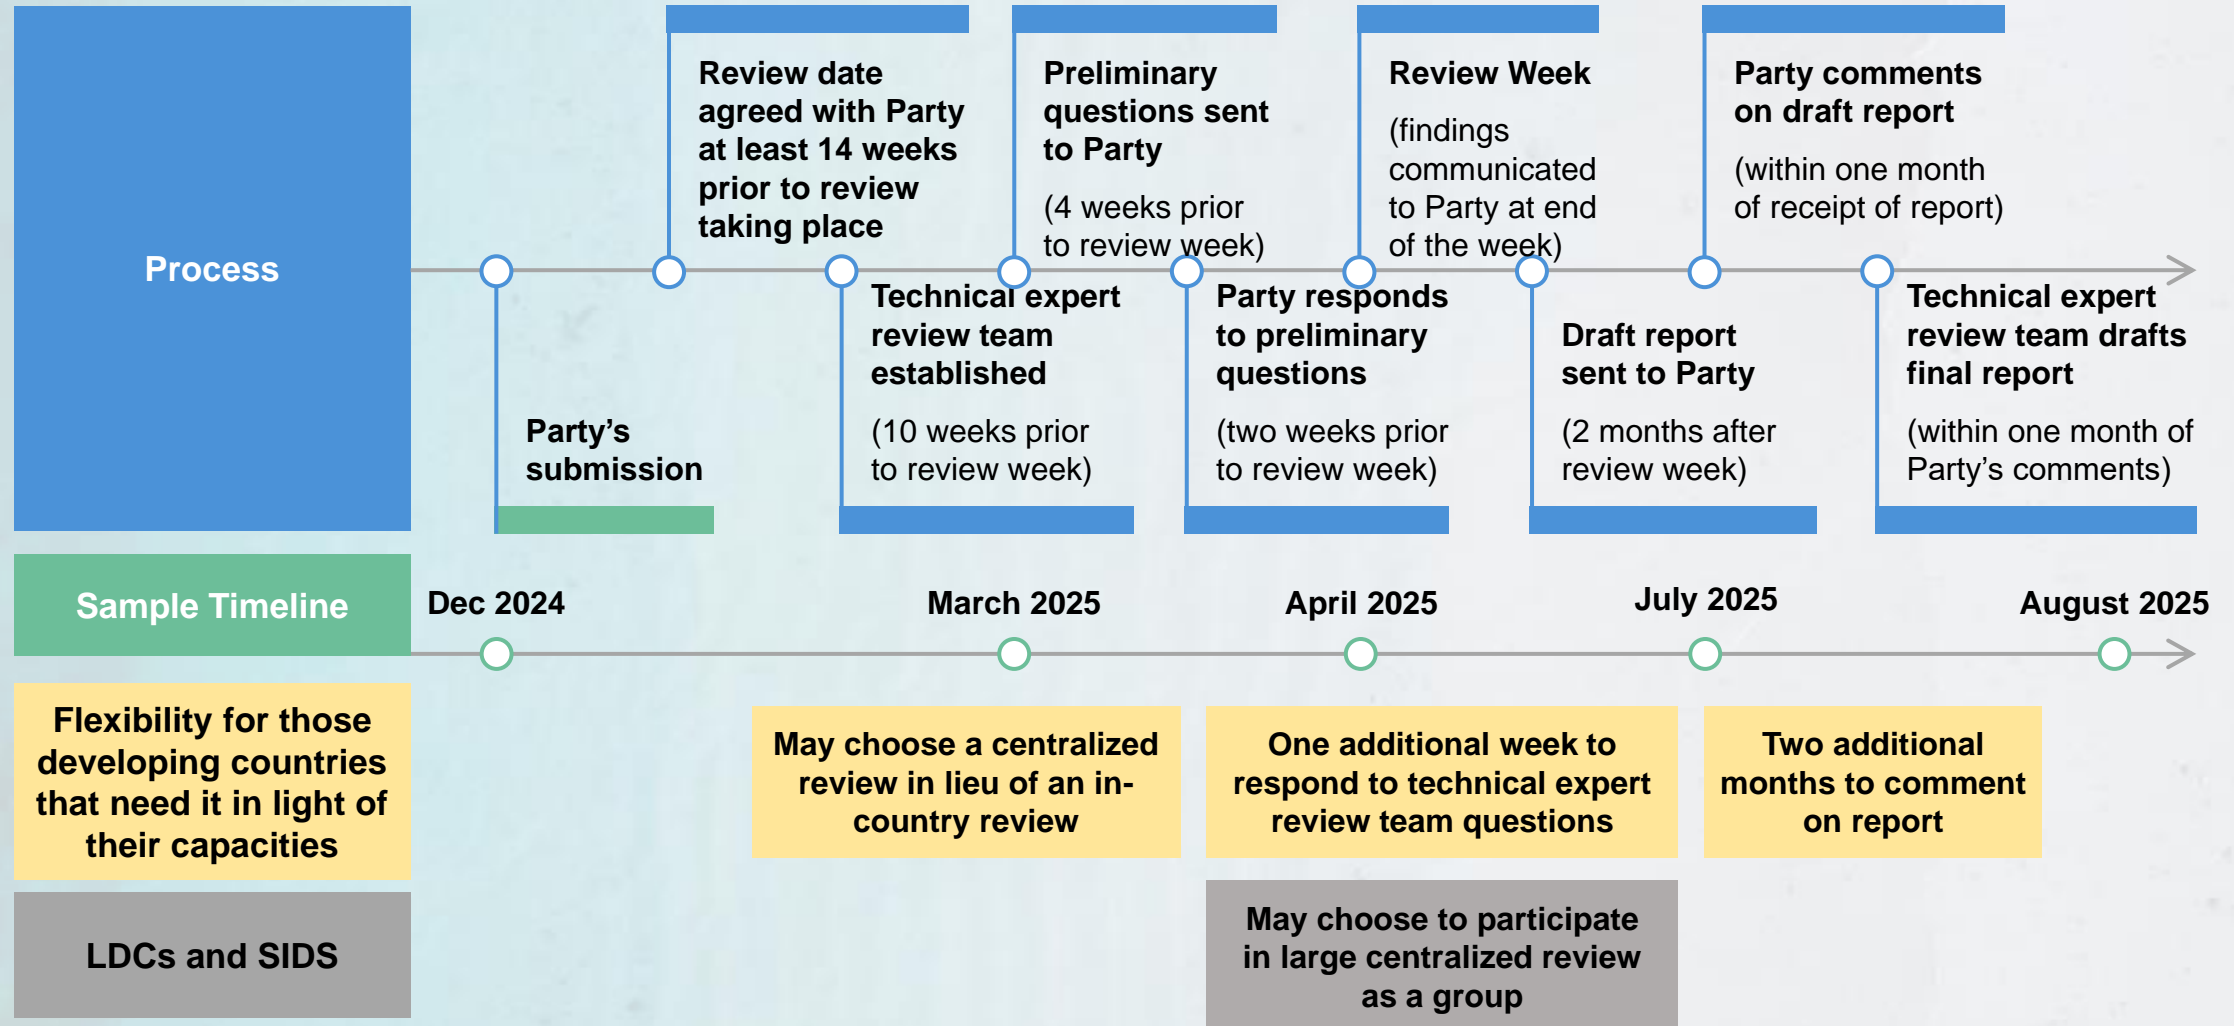 Process
Review date
agreed with Party
at least 14 weeks
prior to review
taking place
Preliminary
questions sent
to Party
(4 weeks prior
to review week)
Review Week
(findings
communicated
to Party at end
of the week)
Party comments
on draft report
(within one month
of receipt of report)
Party’s
submission
Technical expert
review team
established
(10 weeks prior
to review week)
Party responds
to preliminary
questions
(two weeks prior
to review week)
Draft report
sent to Party
(2 months after
review week)
Technical expert
review team drafts
final report
(within one month of
Party’s comments)
Sample Timeline
Dec 2024
March 2025
April 2025
July 2025
August 2025
Flexibility for those
developing countries
that need it in light of
their capacities
May choose a centralized
review in lieu of an in-
country review
One additional week to
respond to technical expert
review team questions
Two additional
months to comment
on report
LDCs and SIDS
May choose to participate
in large centralized review
as a group